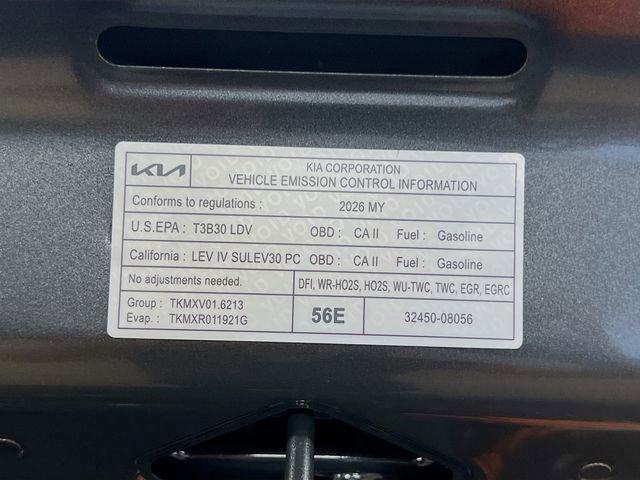 KIA
KIA CORPORATION
VEHICLE EMISSION CONTROL INFORMATION
Conforms to regulations : 2026 MY
U.S.EPA : T3B30 LDV OBD : CA II Fuel : Gasoline
California : LEV IV SULEV30 PC OBD : CA II Fuel : Gasoline
No adjustments needed. DFI, WR-HO2S, HO2S, WU-TWC, TWC, EGR, EGRC
Group : TKMXV01.6213
Evap. : TKMXR011921G
56E
32450-08056